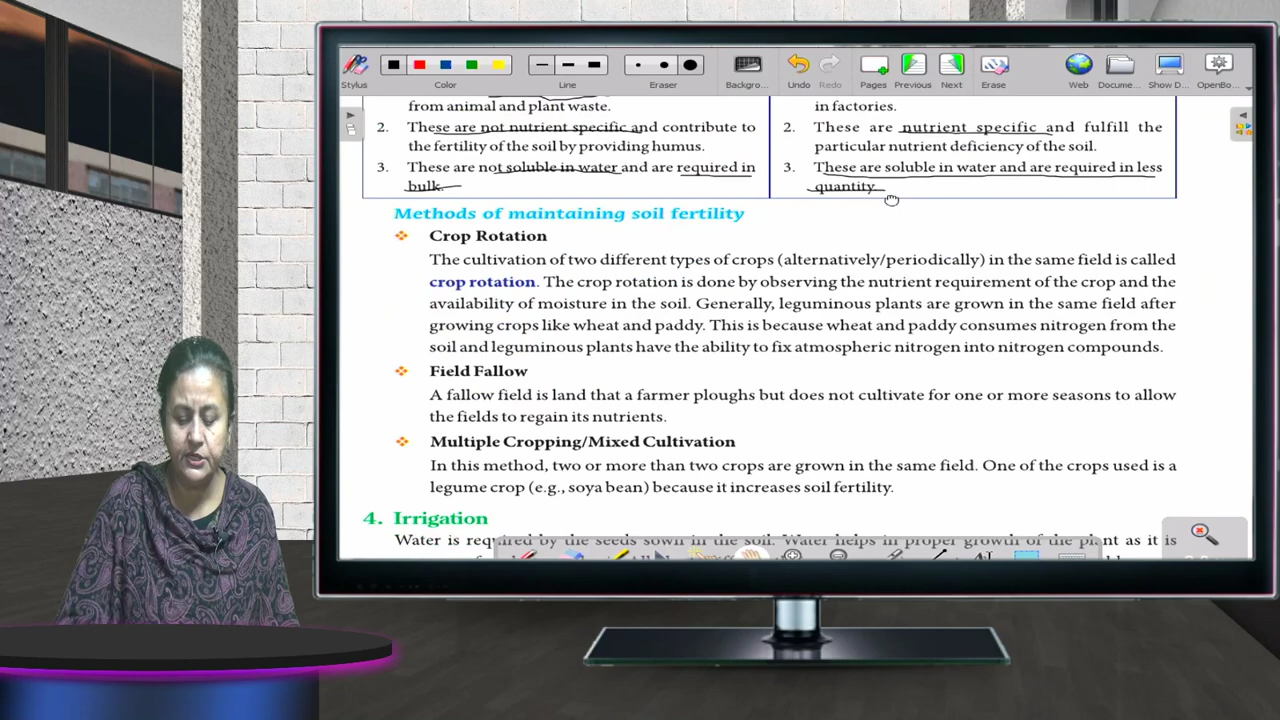 Stylus
Color
Line
Eraser
Backgro...
Undo
Redo
Pages
Previous
Next
Erase
Web
Docume...
Show D...
OpenBo...
from animal and plant waste.
2. These are not nutrient specific and contribute to
the fertility of the soil by providing humus.
3. These are not soluble in water and are required in
bulk.
in factories.
2. These are nutrient specific and fulfill the
particular nutrient deficiency of the soil.
3. These are soluble in water and are required in less
quantity.
Methods of maintaining soil fertility
Crop Rotation
The cultivation of two different types of crops (alternatively/periodically) in the same field is called
crop rotation. The crop rotation is done by observing the nutrient requirement of the crop and the
availability of moisture in the soil. Generally, leguminous plants are grown in the same field after
growing crops like wheat and paddy. This is because wheat and paddy consumes nitrogen from the
soil and leguminous plants have the ability to fix atmospheric nitrogen into nitrogen compounds.
Field Fallow
A fallow field is land that a farmer ploughs but does not cultivate for one or more seasons to allow
the fields to regain its nutrients.
Multiple Cropping/Mixed Cultivation
In this method, two or more than two crops are grown in the same field. One of the crops used is a
legume crop (e.g., soya bean) because it increases soil fertility.
4. Irrigation
Water is required by the seeds sown in the soil. Water helps in proper growth of the plant as it is